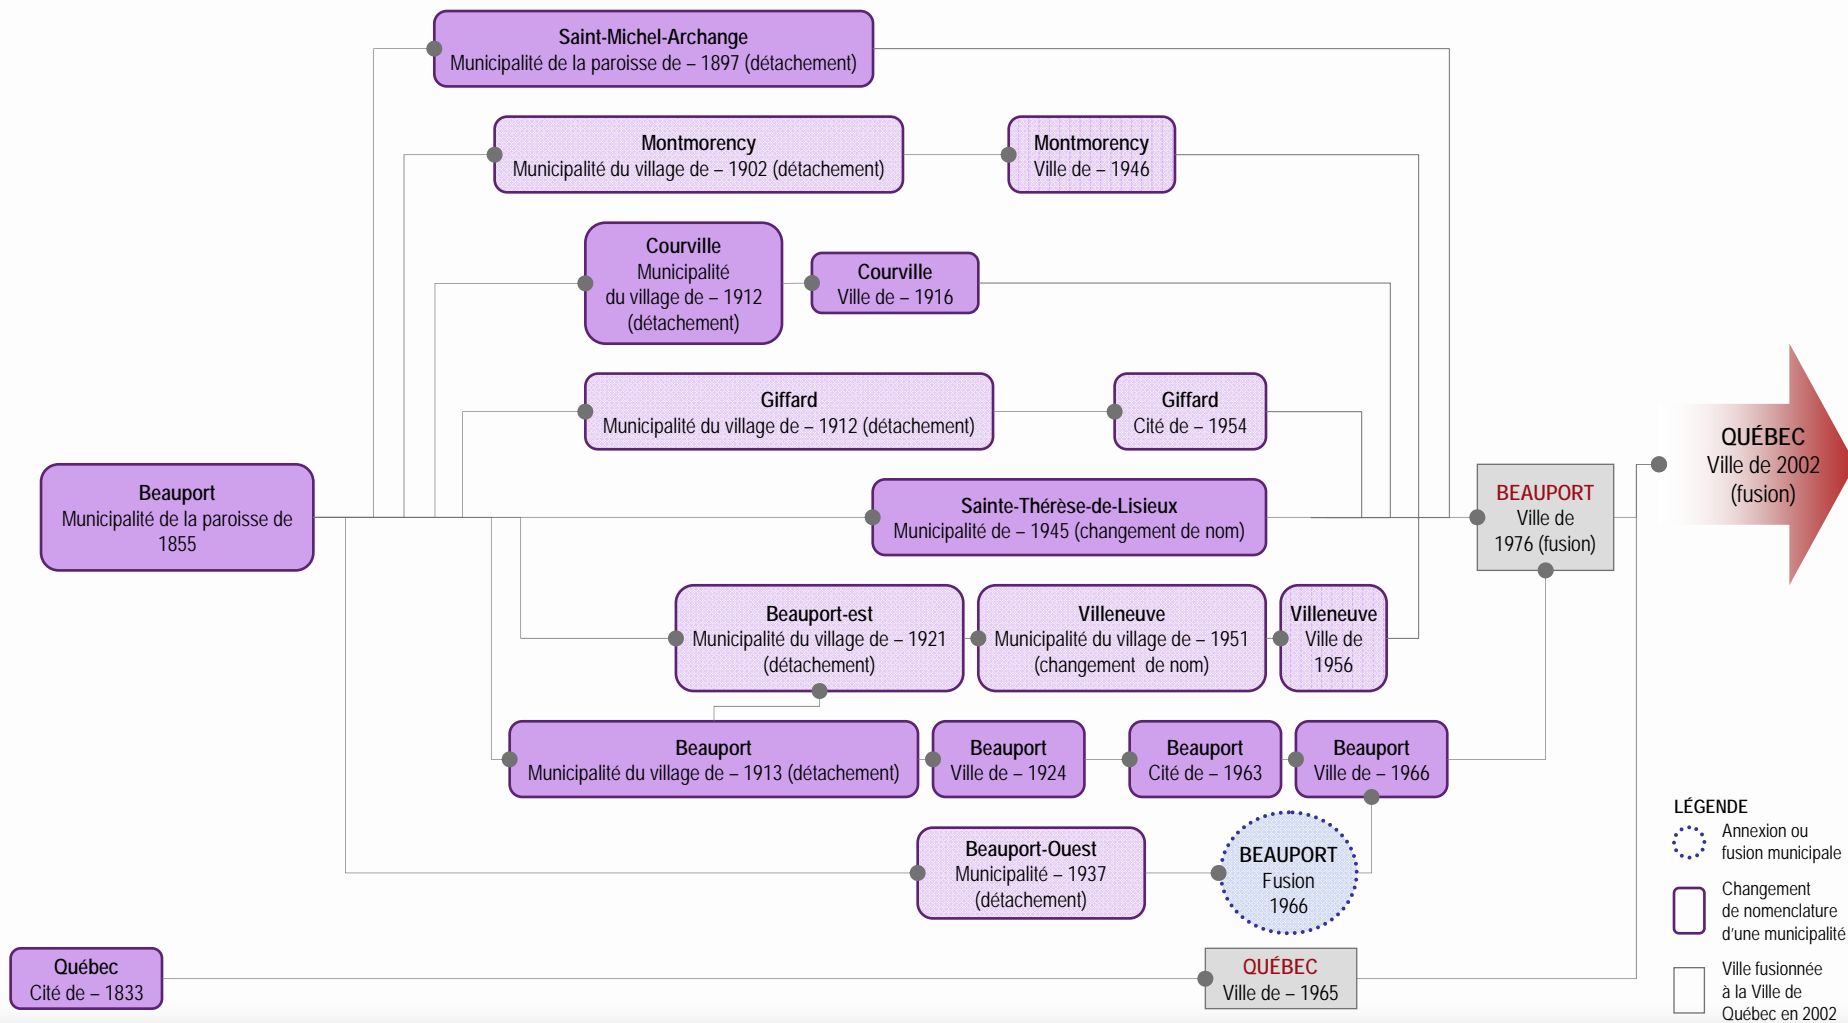 Saint-Michel-Archange
Municipalité de la paroisse de – 1897 (détachement)
Montmorency
Municipalité du village de – 1902 (détachement)
Montmorency
Ville de – 1946
Courville
Municipalité
du village de – 1912
(détachement)
Courville
Ville de – 1916
Giffard
Municipalité du village de – 1912 (détachement)
Giffard
Cité de – 1954
Beauport
Municipalité de la paroisse de
1855
Sainte-Thérèse-de-Lisieux
Municipalité de – 1945 (changement de nom)
BEAUPORT
Ville de
1976 (fusion)
QUÉBEC
Ville de 2002
(fusion)
Beauport-est
Municipalité du village de – 1921
(détachement)
Villeneuve
Municipalité du village de – 1951
(changement de nom)
Villeneuve
Ville de
1956
Beauport
Municipalité du village de – 1913 (détachement)
Beauport
Ville de – 1924
Beauport
Cité de – 1963
Beauport
Ville de – 1966
Beauport-Ouest
Municipalité – 1937
(détachement)
BEAUPORT
Fusion
1966
Québec
Cité de – 1833
QUÉBEC
Ville de – 1965
LÉGENDE
Annexion ou
fusion municipale
Changement
de nomenclature
d'une municipalité
Ville fusionnée
à la Ville de
Québec en 2002